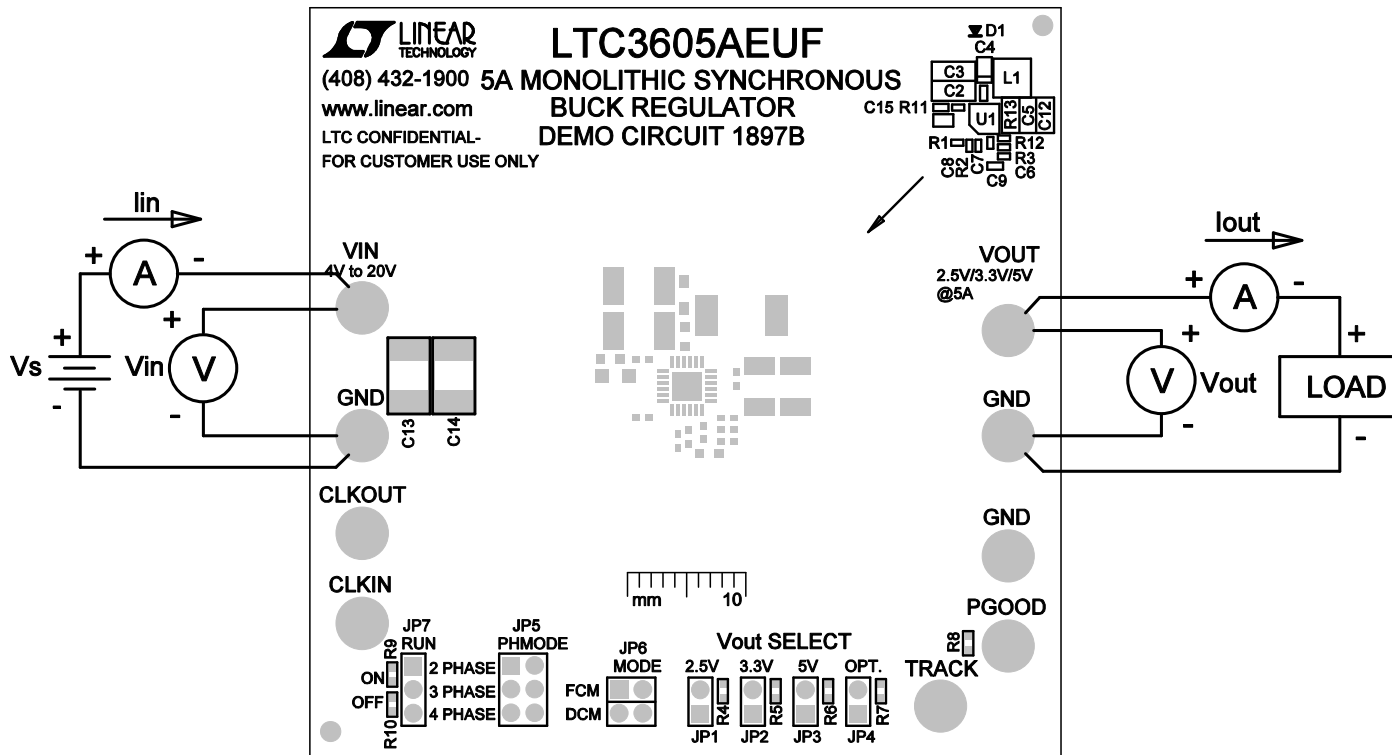 LINEAR
TECHNOLOGY
LTC3605AEUF
(408) 432-1900
5A MONOLITHIC SYNCHRONOUS
www.linear.com
BUCK REGULATOR
LTC CONFIDENTIAL-
DEMO CIRCUIT 1897B
FOR CUSTOMER USE ONLY
D1
C4
C3
L1
C2
C15 R11
U1
R13
C5
C12
R1
R12
C8
R2
C7
R3
C9
C6
Iin
+ A -
VIN
4V to 20V
+
Vs
-
+
Vin V
-
GND
C13
C14
CLKOUT
CLKIN
Iout
VOUT
2.5V/3.3V/5V
@5A
+ A -
+
V Vout
-
+
LOAD
-
GND
GND
PGOOD
R8
TRACK
mm 10
JP7
RUN
R9
ON
OFF
R10
JP5
PHMODE
2 PHASE
3 PHASE
4 PHASE
JP6
MODE
FCM
DCM
Vout SELECT
2.5V 3.3V 5V OPT.
R4 R5 R6 R7
JP1 JP2 JP3 JP4